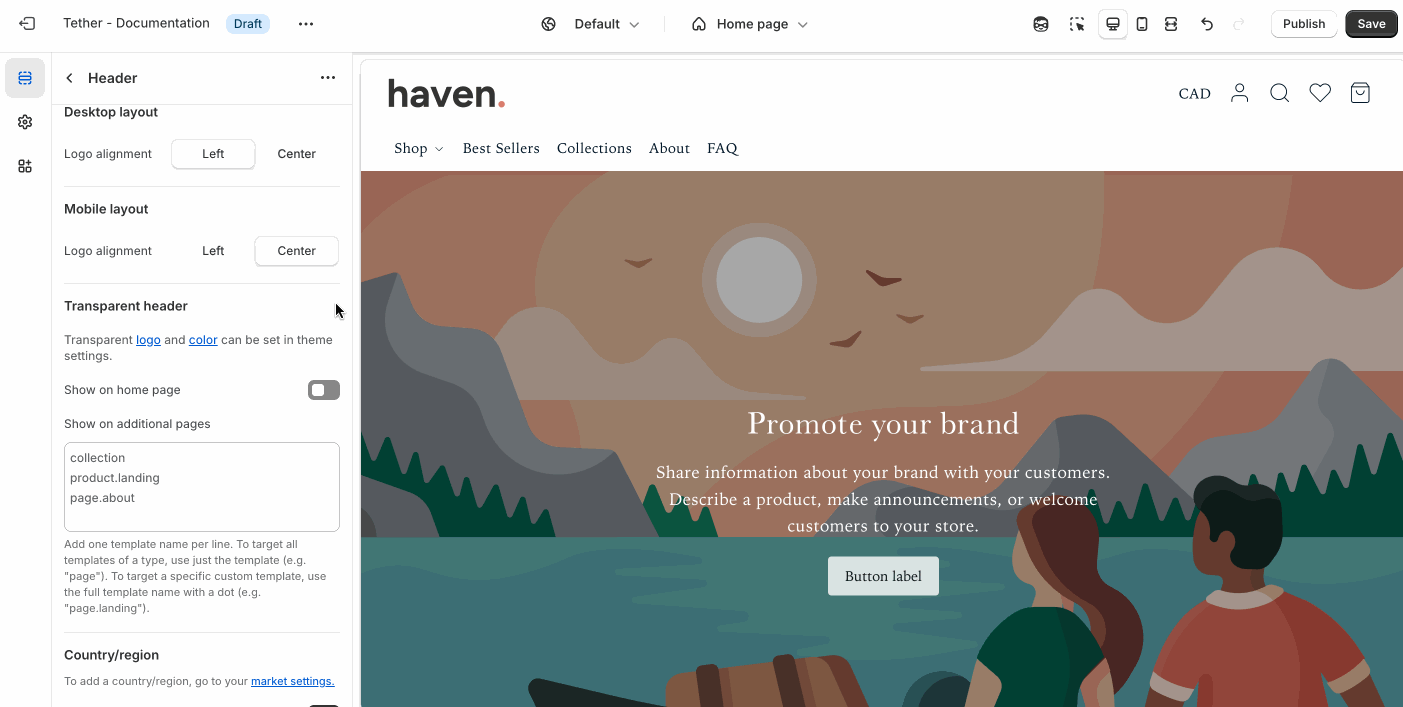 Tether - Documentation Draft
Default
Home page
Publish
Save
Header
Desktop layout
Logo alignment Left Center
Mobile layout
Logo alignment Left Center
Transparent header
Transparent logo and color can be set in theme
settings.
Show on home page
Show on additional pages
collection
product.landing
page.about
Add one template name per line. To target all
templates of a type, use just the template (e.g.
"page"). To target a specific custom template, use
the full template name with a dot (e.g.
"page.landing").
Country/region
To add a country/region, go to your market settings.
haven.
CAD
Shop Best Sellers Collections About FAQ
Promote your brand
Share information about your brand with your customers.
Describe a product, make announcements, or welcome
customers to your store.
Button label